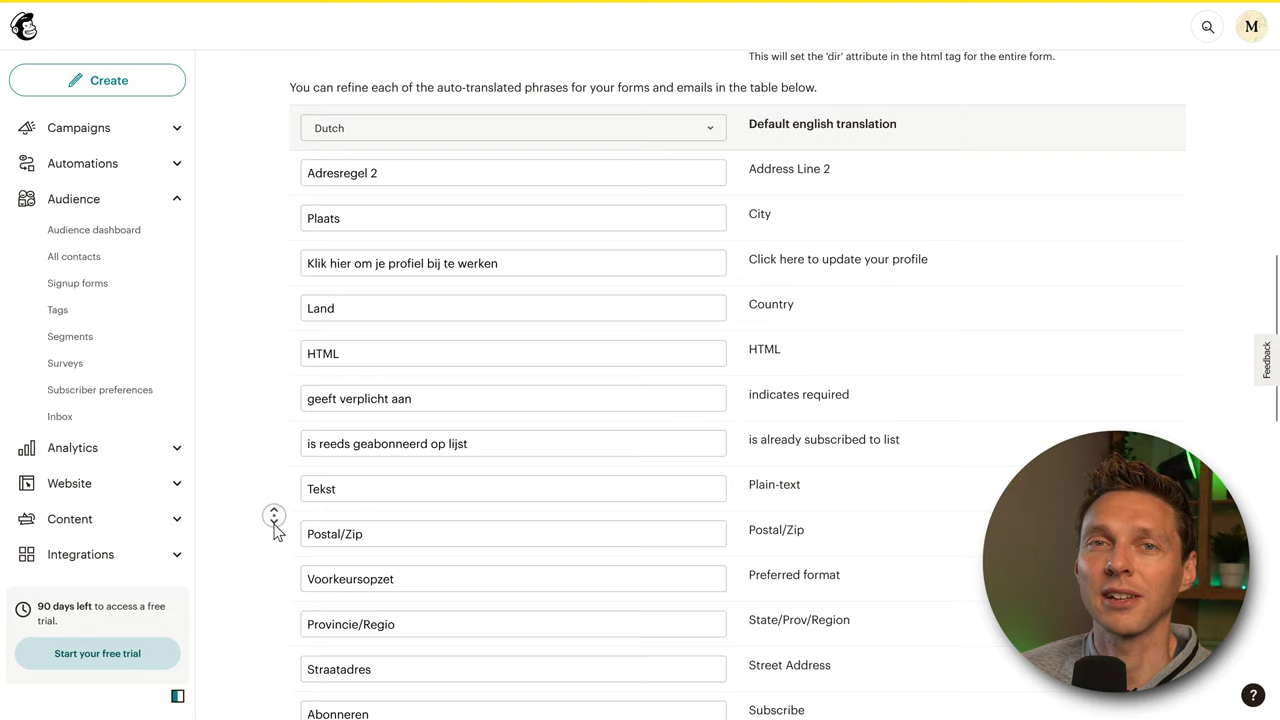 M
Create
This will set the 'dir' attribute in the html tag for the entire form.
You can refine each of the auto-translated phrases for your forms and emails in the table below.
Campaigns
Automations
Audience
Audience dashboard
All contacts
Signup forms
Tags
Segments
Surveys
Subscriber preferences
Inbox
Analytics
Website
Content
Integrations
90 days left to access a free
trial.
Start your free trial
Dutch
Default english translation
Adresregel 2
Address Line 2
Plaats
City
Klik hier om je profiel bij te werken
Click here to update your profile
Land
Country
HTML
HTML
geeft verplicht aan
indicates required
is reeds geabonneerd op lijst
is already subscribed to list
Tekst
Plain-text
Postal/Zip
Postal/Zip
Voorkeursopzet
Preferred format
Provincie/Regio
State/Prov/Region
Straatadres
Street Address
Abonneren
Subscribe
Feedback
?